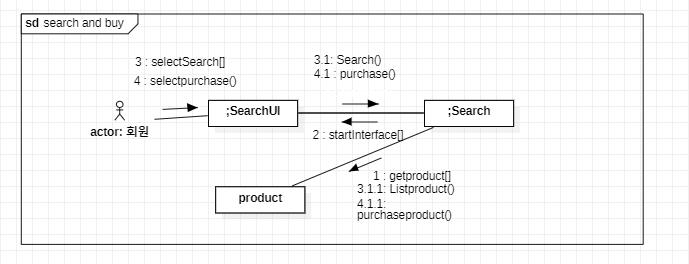 sd search and buy
3 : selectSearch[]
4 : selectpurchase()
3.1: Search()
4.1 : purchase()
;SearchUI
;Search
actor: 회원
2 : startInterface[]
1 : getproduct[]
3.1.1: Listproduct()
4.1.1:
purchaseproduct()
product